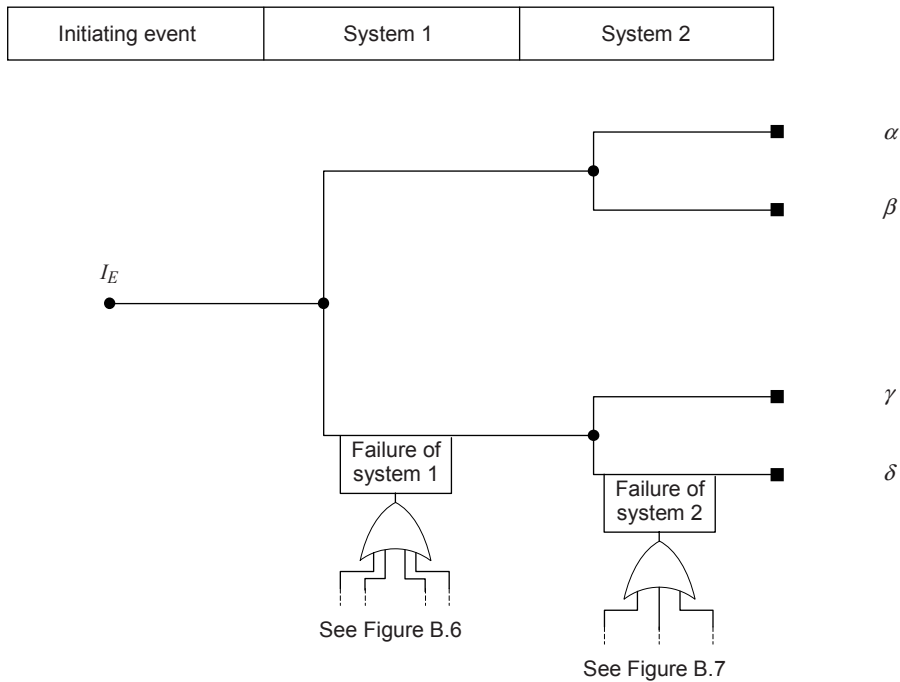 Initiating event
System 1
System 2
α
β
I_E
γ
Failure of
system 1
δ
Failure of
system 2
See Figure B.6
See Figure B.7